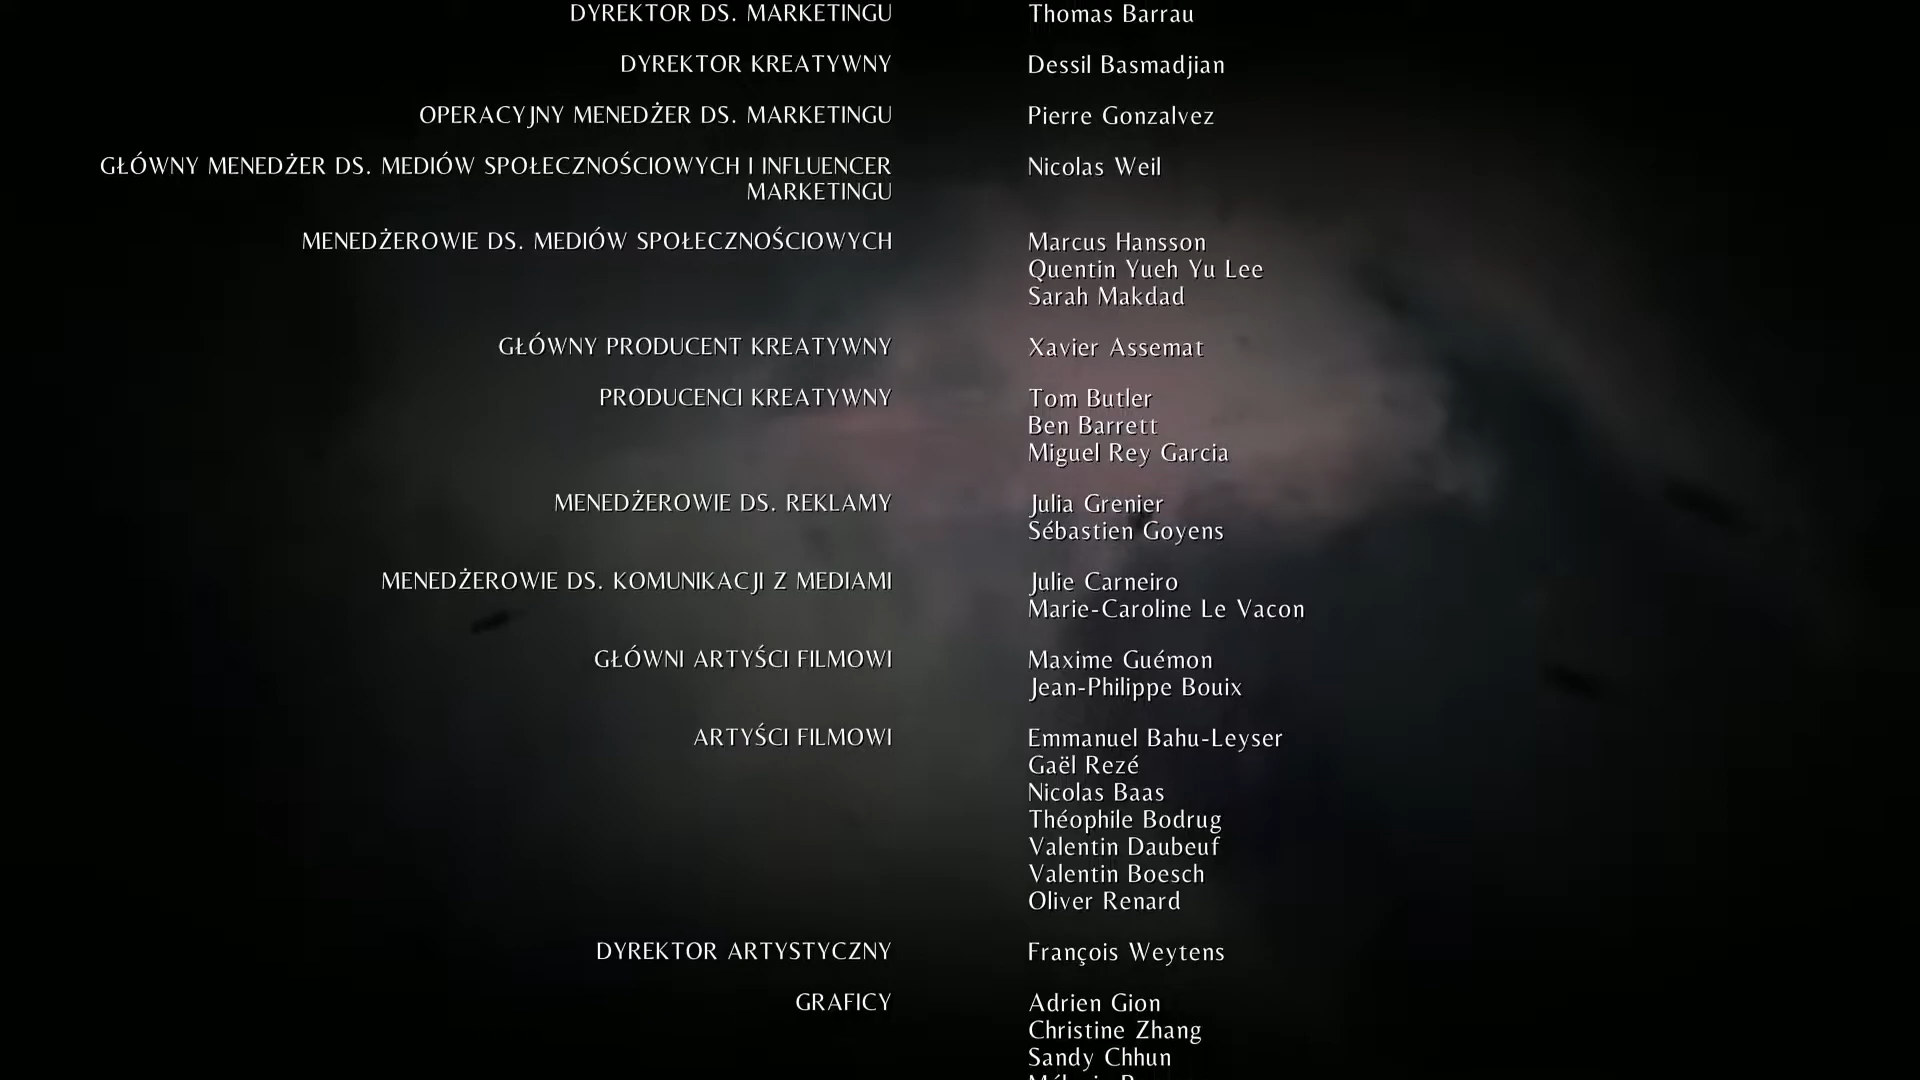 DYREKTOR DS. MARKETINGU Thomas Barrau
DYREKTOR KREATYWNY Dessil Basmadjian
OPERACYJNY MENEDŻER DS. MARKETINGU Pierre Gonzalvez
GŁÓWNY MENEDŻER DS. MEDIÓW SPOŁECZNOŚCIOWYCH I INFLUENCER Nicolas Weil
MARKETINGU
MENEDŻEROWIE DS. MEDIÓW SPOŁECZNOŚCIOWYCH Marcus Hansson
Quentin Yueh Yu Lee
Sarah Makdad
GŁÓWNY PRODUCENT KREATYWNY Xavier Assemat
PRODUCENCI KREATYWNY Tom Butler
Ben Barrett
Miguel Rey Garcia
MENEDŻEROWIE DS. REKLAMY Julia Grenier
Sébastien Goyens
MENEDŻEROWIE DS. KOMUNIKACJI Z MEDIAMI Julie Carneiro
Marie-Caroline Le Vacon
GŁÓWNI ARTYŚCI FILMOWI Maxime Guémon
Jean-Philippe Bouix
ARTYŚCI FILMOWI Emmanuel Bahu-Leyser
Gaël Rezé
Nicolas Baas
Théophile Bodrug
Valentin Daubeuf
Valentin Boesch
Oliver Renard
DYREKTOR ARTYSTYCZNY François Weytens
GRAFICY Adrien Gion
Christine Zhang
Sandy Chhun